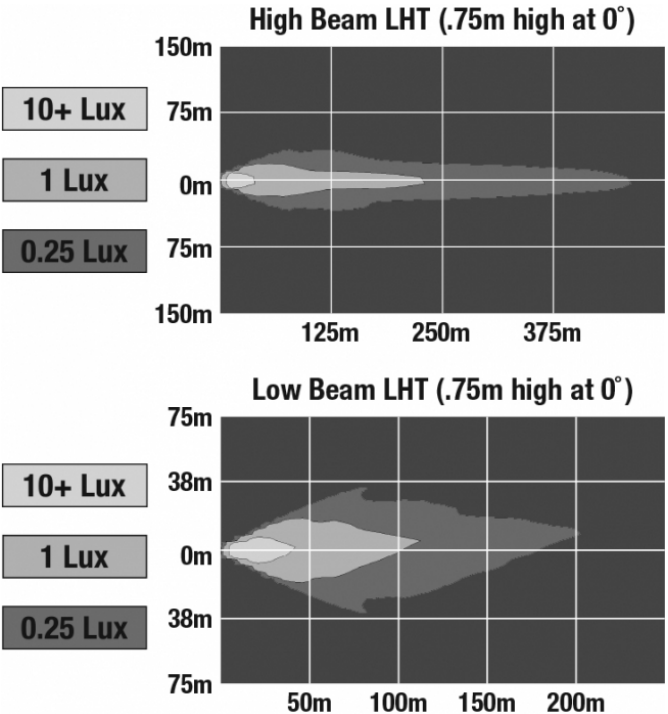 High Beam LHT (.75m high at 0°)
150m
75m
0m
75m
150m
10+ Lux
1 Lux
0.25 Lux
125m 250m 375m
Low Beam LHT (.75m high at 0°)
75m
38m
0m
38m
75m
10+ Lux
1 Lux
0.25 Lux
50m 100m 150m 200m